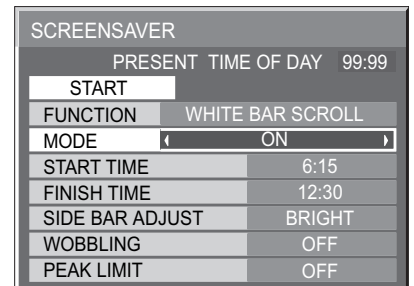 SCREENSAVER
PRESENT TIME OF DAY 99:99
START
FUNCTION WHITE BAR SCROLL
MODE ON
START TIME 6:15
FINISH TIME 12:30
SIDE BAR ADJUST BRIGHT
WOBBLING OFF
PEAK LIMIT OFF